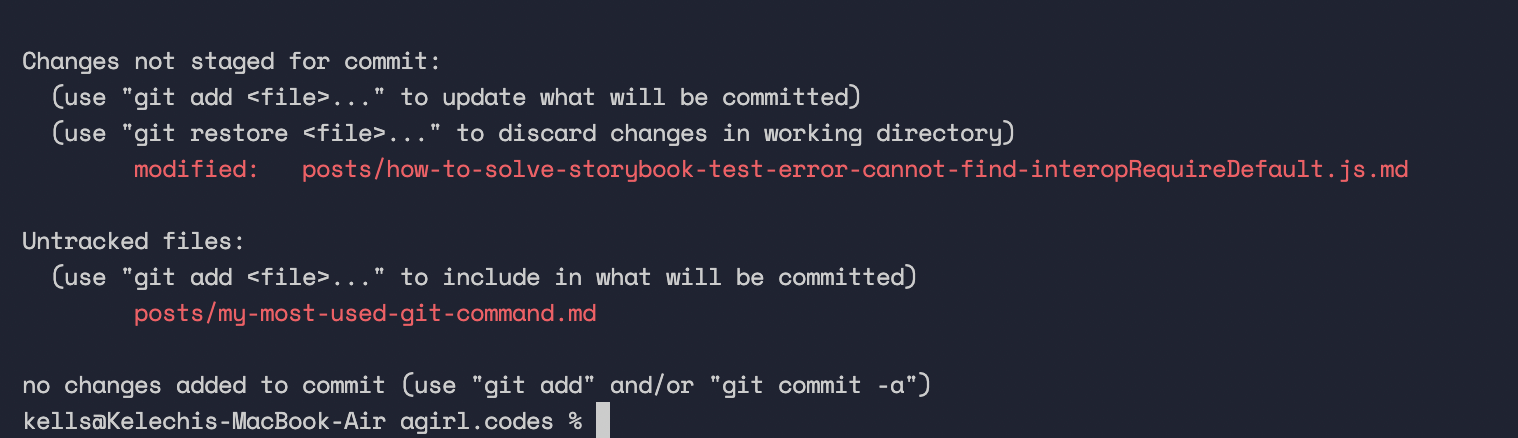 Changes not staged for commit:
(use "git add <file>..." to update what will be committed)
(use "git restore <file>..." to discard changes in working directory)
modified: posts/how-to-solve-storybook-test-error-cannot-find-interopRequireDefault.js.md
Untracked files:
(use "git add <file>..." to include in what will be committed)
posts/my-most-used-git-command.md
no changes added to commit (use "git add" and/or "git commit -a")
kells@Kelechis-MacBook-Air agirl.codes %